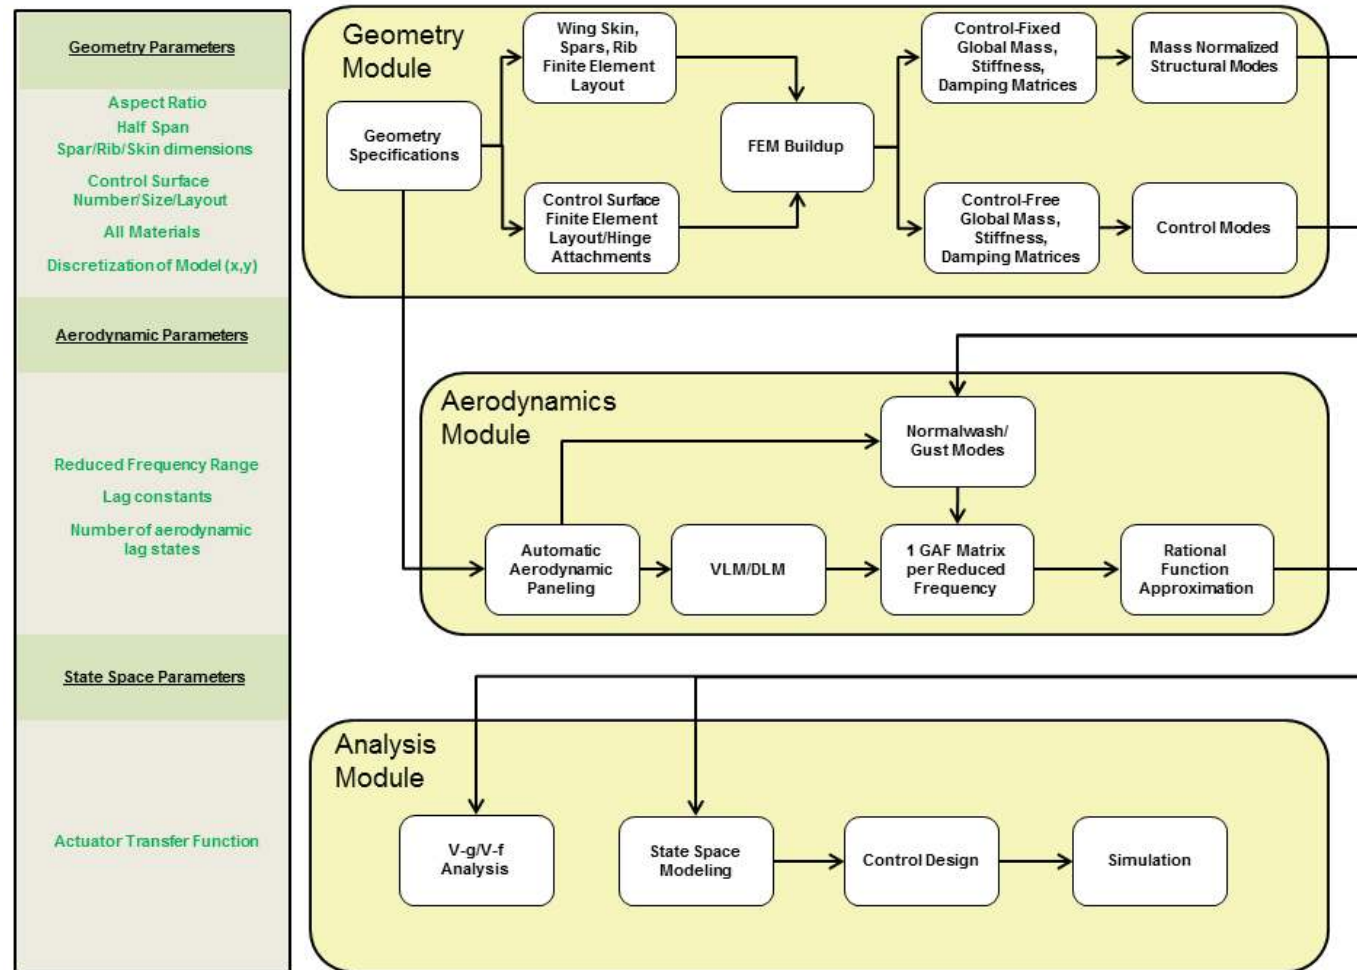 Geometry Parameters
Aspect Ratio
Half Span
Spar/Rib/Skin dimensions
Control Surface
Number/Size/Layout
All Materials
Discretization of Model (x,y)
Aerodynamic Parameters
Reduced Frequency Range
Lag constants
Number of aerodynamic
lag states
State Space Parameters
Actuator Transfer Function
Geometry
Module
Geometry
Specifications
Wing Skin,
Spars, Rib
Finite Element
Layout
Control Surface
Finite Element
Layout/Hinge
Attachments
FEM Buildup
Control-Fixed
Global Mass,
Stiffness,
Damping Matrices
Mass Normalized
Structural Modes
Control-Free
Global Mass,
Stiffness,
Damping Matrices
Control Modes
Aerodynamics
Module
Normalwash/
Gust Modes
Automatic
Aerodynamic
Paneling
VLM/DLM
1 GAF Matrix
per Reduced
Frequency
Rational
Function
Approximation
Analysis
Module
V-g/V-f
Analysis
State Space
Modeling
Control Design
Simulation